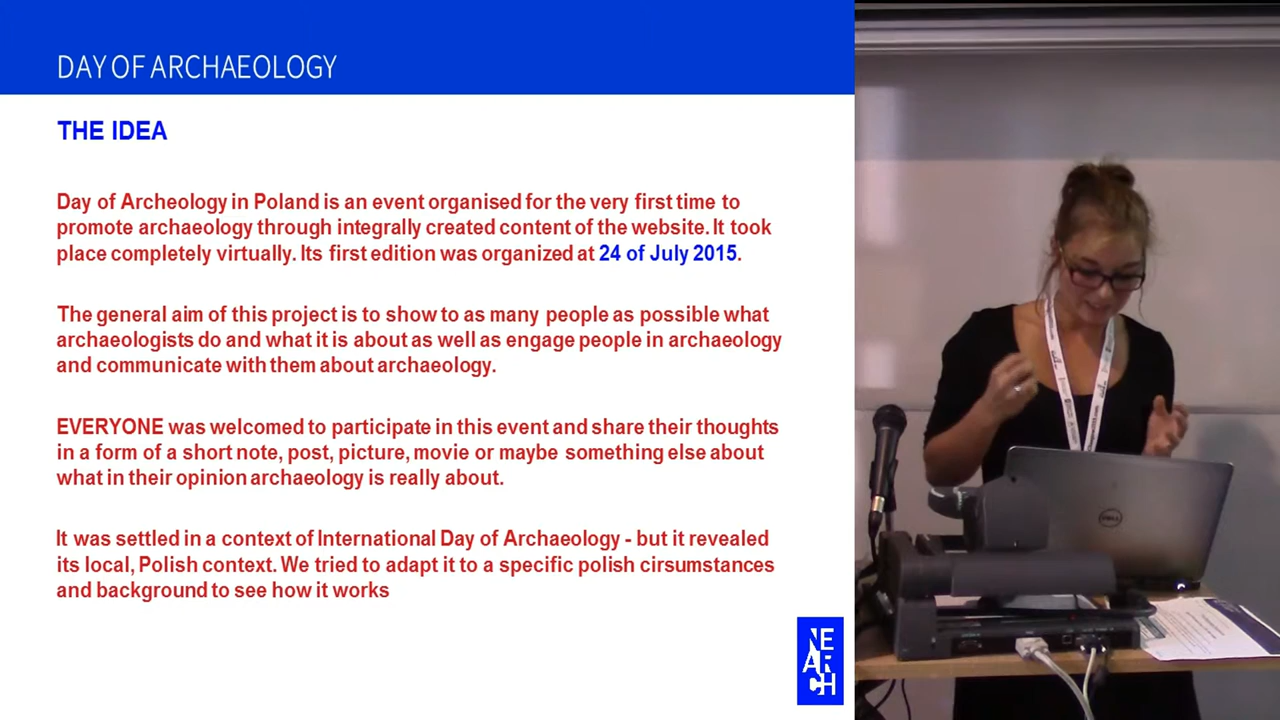 DAY OF ARCHAEOLOGY
THE IDEA
Day of Archeology in Poland is an event organised for the very first time to
promote archaeology through integrally created content of the website. It took
place completely virtually. Its first edition was organized at 24 of July 2015.
The general aim of this project is to show to as many people as possible what
archaeologists do and what it is about as well as engage people in archaeology
and communicate with them about archaeology.
EVERYONE was welcomed to participate in this event and share their thoughts
in a form of a short note, post, picture, movie or maybe something else about
what in their opinion archaeology is really about.
It was settled in a context of International Day of Archaeology - but it revealed
its local, Polish context. We tried to adapt it to a specific polish cirsumstances
and background to see how it works
NE
AR
CH
DELL